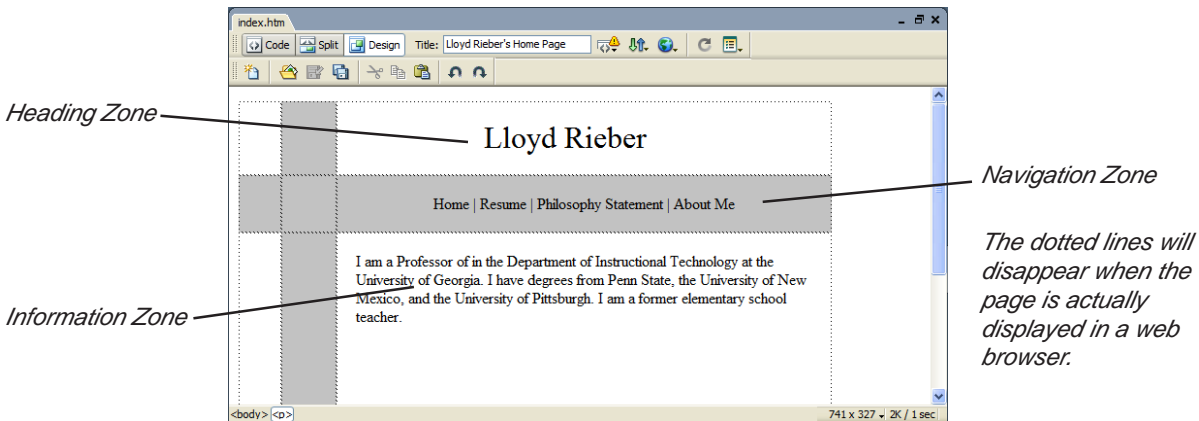 index.htm
Code Split Design Title: Lloyd Rieber's Home Page
Heading Zone
Lloyd Rieber
Navigation Zone
Home | Resume | Philosophy Statement | About Me
The dotted lines will
disappear when the
page is actually
displayed in a web
browser.
I am a Professor of in the Department of Instructional Technology at the
University of Georgia. I have degrees from Penn State, the University of New
Mexico, and the University of Pittsburgh. I am a former elementary school
teacher.
Information Zone
<body> <p> 741 x 327 2K / 1 sec